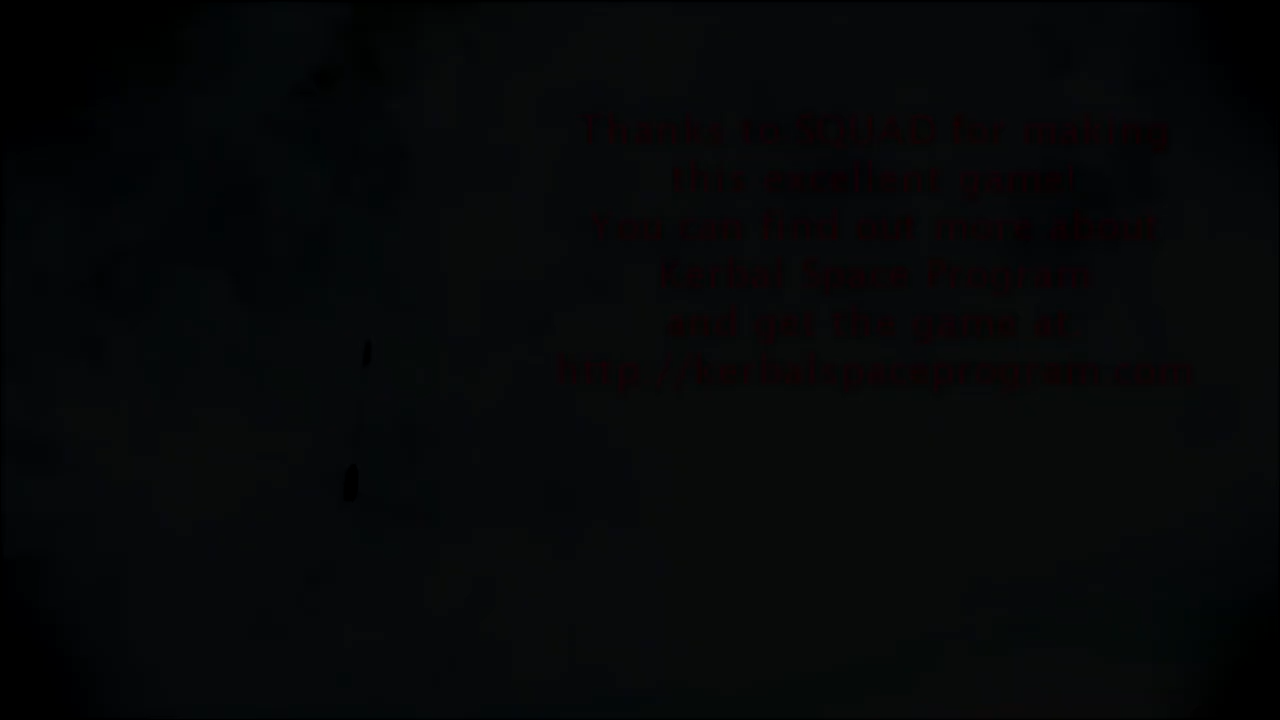 Thanks to SQUAD for making
this excellent game!
You can find out more about
Kerbal Space Program
and get the game at
http://kerbalspaceprogram.com